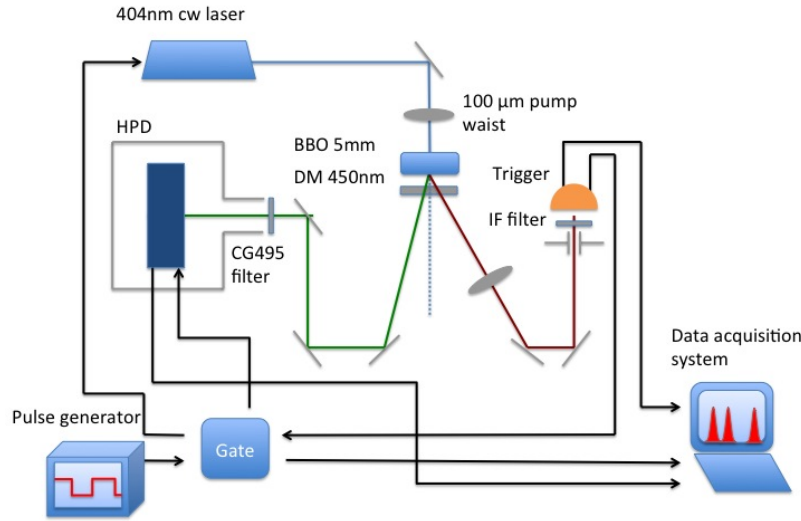 404nm cw laser
HPD
100 μm pump
waist
BBO 5mm
DM 450nm
Trigger
IF filter
CG495
filter
Data acquisition
system
Pulse generator
Gate